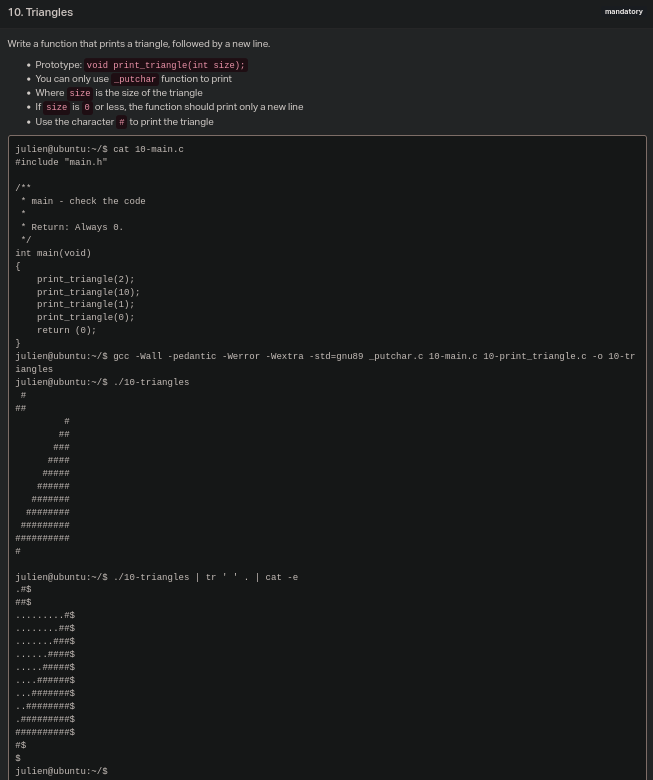 10. Triangles
mandatory
Write a function that prints a triangle, followed by a new line.
• Prototype: void print_triangle(int size);
• You can only use _putchar function to print
• Where size is the size of the triangle
• If size is 0 or less, the function should print only a new line
• Use the character # to print the triangle
julien@ubuntu:~/$ cat 10-main.c
#include "main.h"

/**
 * main - check the code
 *
 * Return: Always 0.
 */
int main(void)
{
    print_triangle(2);
    print_triangle(10);
    print_triangle(1);
    print_triangle(0);
    return (0);
}
julien@ubuntu:~/$ gcc -Wall -pedantic -Werror -Wextra -std=gnu89 _putchar.c 10-main.c 10-print_triangle.c -o 10-tr
iangles
julien@ubuntu:~/$ ./10-triangles
 #
##
         #
        ##
       ###
      ####
     #####
    ######
   #######
  ########
 #########
##########
#

julien@ubuntu:~/$ ./10-triangles | tr ' ' . | cat -e
.#$
##$
.........#$
........##$
.......###$
......####$
.....#####$
....######$
...#######$
..########$
.#########$
##########$
#$
$
julien@ubuntu:~/$